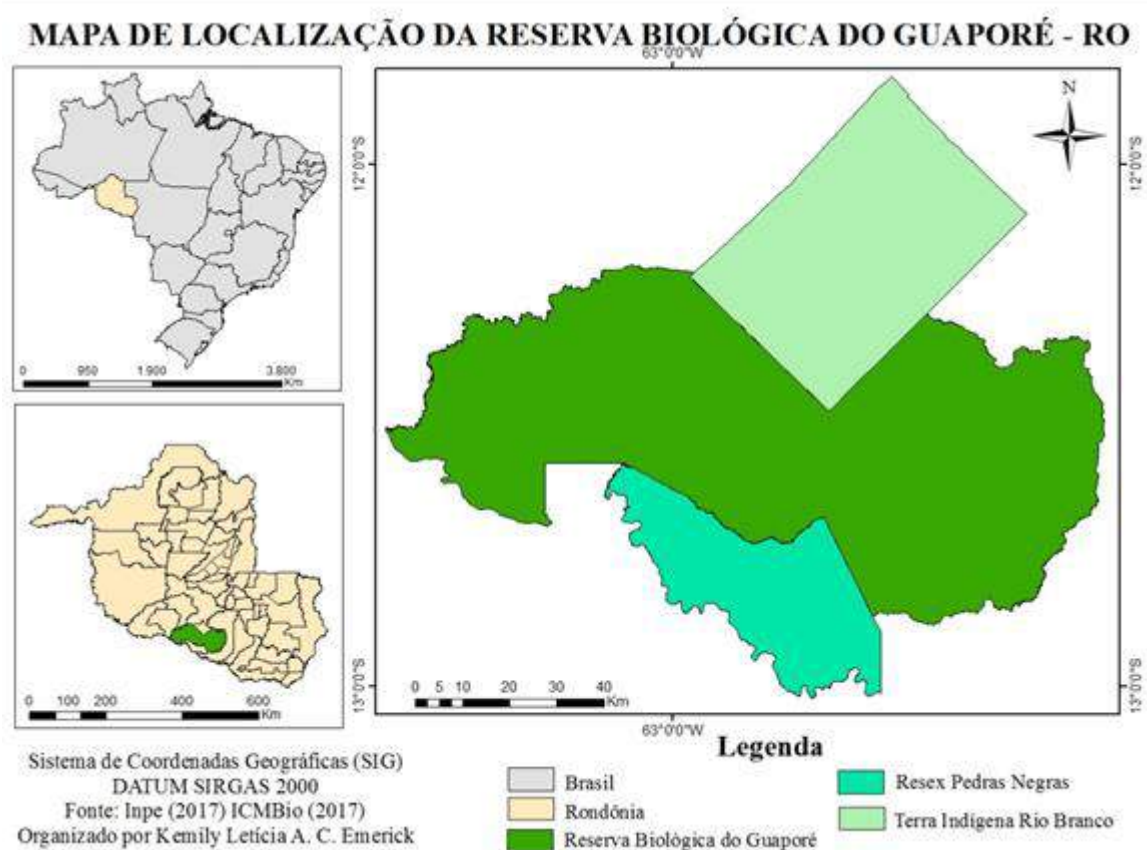 MAPA DE LOCALIZAÇÃO DA RESERVA BIOLÓGICA DO GUAPORÉ - RO
63°0'0"W
N
12°0'0"S
12°0'0"S
0 950 1.900 3.800
Km
0 100 200 400 600
Km
0 5 10 20 30 40
Km
13°0'0"S
13°0'0"S
63°0'0"W
Sistema de Coordenadas Geográficas (SIG)
DATUM SIRGAS 2000
Fonte: Inpe (2017) ICMBio (2017)
Organizado por Kemily Letícia A. C. Emerick
Legenda
Brasil
Rondônia
Reserva Biológica do Guaporé
Resex Pedras Negras
Terra Indígena Rio Branco